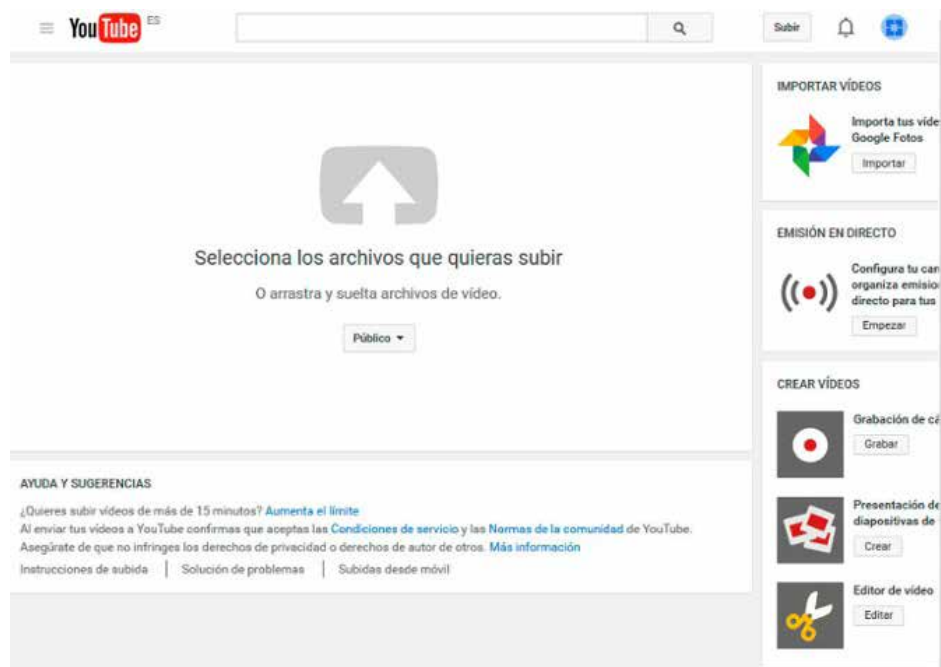 YouTube ES
Subir
Selecciona los archivos que quieras subir
O arrastra y suelta archivos de vídeo.
Público
AYUDA Y SUGERENCIAS
¿Quieres subir vídeos de más de 15 minutos? Aumenta el límite
Al enviar tus vídeos a YouTube confirmas que aceptas las Condiciones de servicio y las Normas de la comunidad de YouTube.
Asegúrate de que no infringes los derechos de privacidad o derechos de autor de otros. Más información
Instrucciones de subida | Solución de problemas | Subidas desde móvil
IMPORTAR VÍDEOS
Importa tus víde
Google Fotos
Importar
EMISIÓN EN DIRECTO
Configura tu can
organiza emision
directo para tus
Empezar
CREAR VÍDEOS
Grabación de cá
Grabar
Presentación de
diapositivas de
Crear
Editor de vídeo
Editar